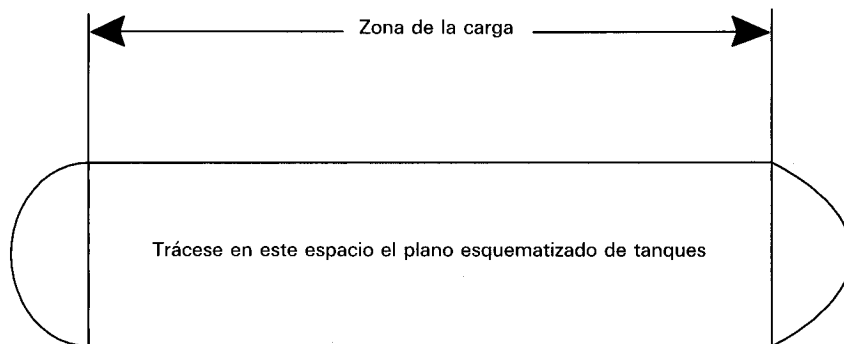 Zona de la carga
Trácese en este espacio el plano esquematizado de tanques